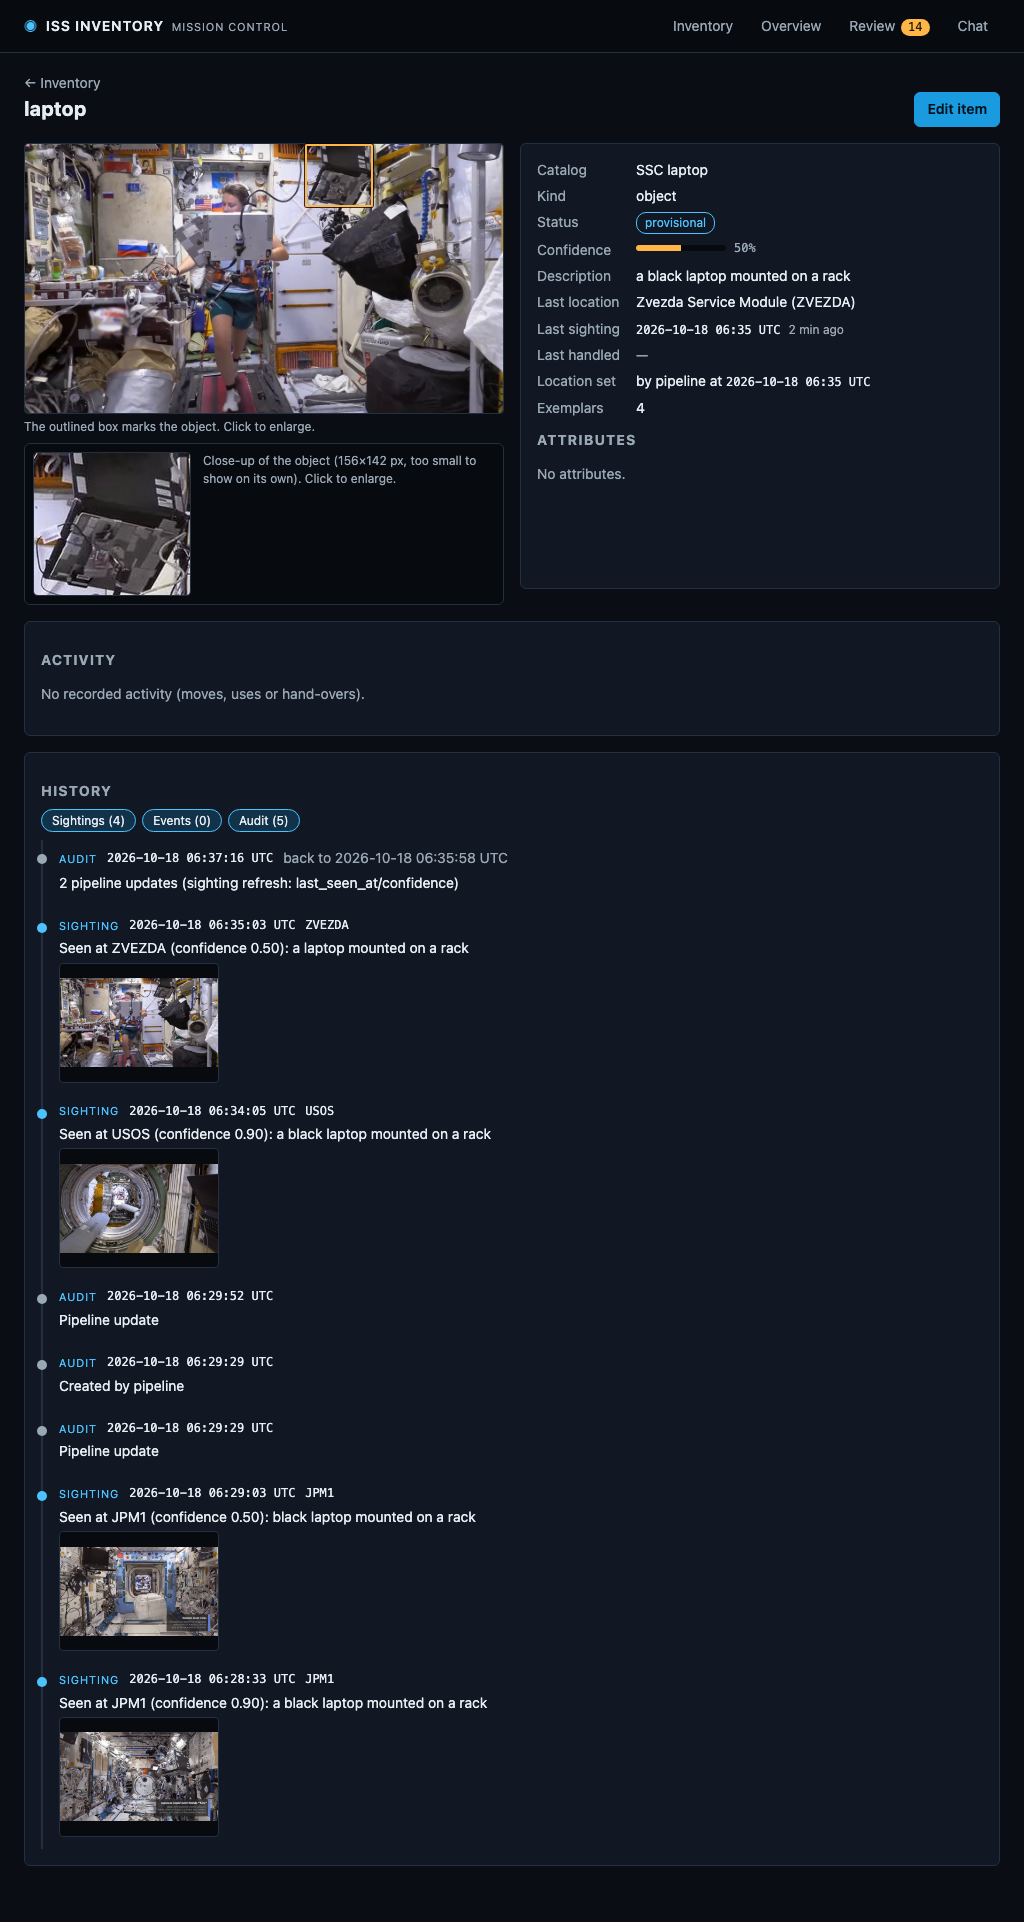 ISS INVENTORY MISSION CONTROL
Inventory Overview Review 14 Chat
← Inventory
laptop
Edit item
The outlined box marks the object. Click to enlarge.
Close-up of the object (156×142 px, too small to
show on its own). Click to enlarge.
Catalog SSC laptop
Kind object
Status provisional
Confidence 50%
Description a black laptop mounted on a rack
Last location Zvezda Service Module (ZVEZDA)
Last sighting 2026-10-18 06:35 UTC 2 min ago
Last handled —
Location set by pipeline at 2026-10-18 06:35 UTC
Exemplars 4
ATTRIBUTES
No attributes.
ACTIVITY
No recorded activity (moves, uses or hand-overs).
HISTORY
Sightings (4) Events (0) Audit (5)
AUDIT 2026-10-18 06:37:16 UTC back to 2026-10-18 06:35:58 UTC
2 pipeline updates (sighting refresh: last_seen_at/confidence)
SIGHTING 2026-10-18 06:35:03 UTC ZVEZDA
Seen at ZVEZDA (confidence 0.50): a laptop mounted on a rack
SIGHTING 2026-10-18 06:34:05 UTC USOS
Seen at USOS (confidence 0.90): a black laptop mounted on a rack
AUDIT 2026-10-18 06:29:52 UTC
Pipeline update
AUDIT 2026-10-18 06:29:29 UTC
Created by pipeline
AUDIT 2026-10-18 06:29:29 UTC
Pipeline update
SIGHTING 2026-10-18 06:29:03 UTC JPM1
Seen at JPM1 (confidence 0.50): black laptop mounted on a rack
SIGHTING 2026-10-18 06:28:33 UTC JPM1
Seen at JPM1 (confidence 0.90): a black laptop mounted on a rack